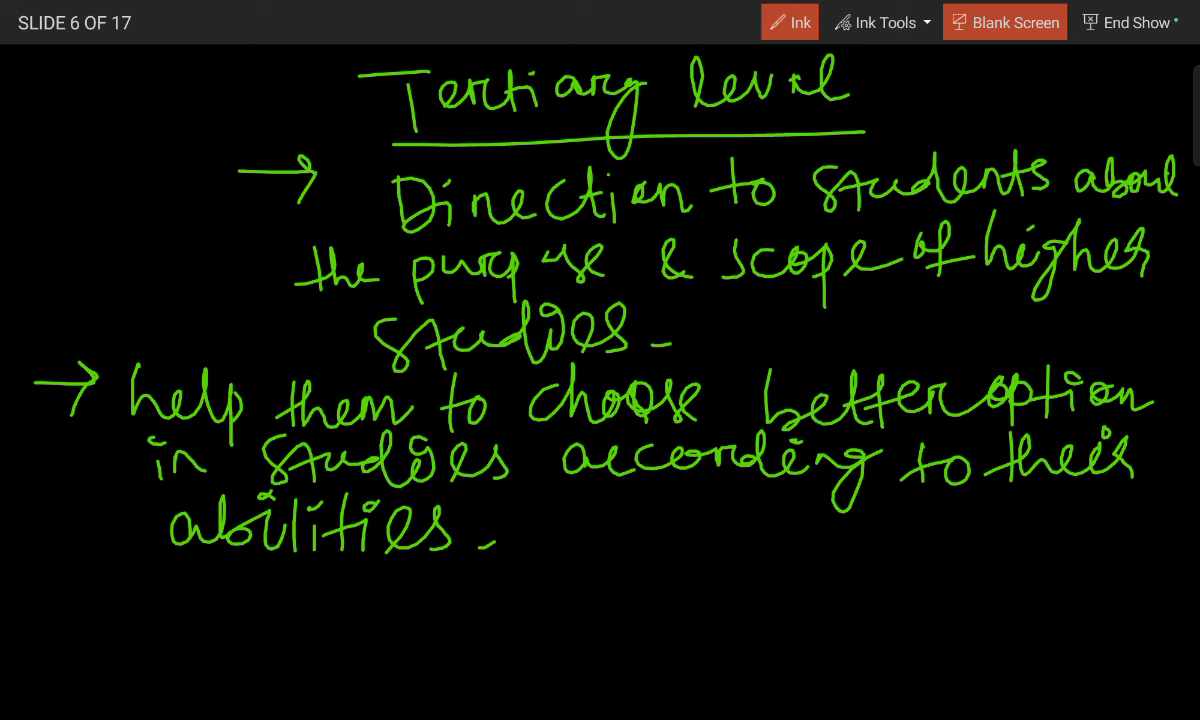 SLIDE 6 OF 17 Ink Ink Tools Blank Screen End Show
Tertiary level
→ Direction to students about
the purpose & scope of higher
studies.
→ help them to choose better option
in studies according to their
abilities.